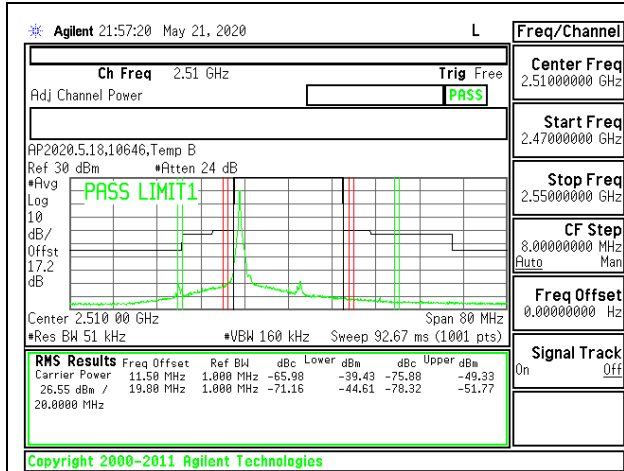 Agilent 21:57:20 May 21, 2020 L
Freq/Channel
Ch Freq 2.51 GHz Trig Free
Adj Channel Power PASS
Center Freq
2.51000000 GHz
Start Freq
2.47000000 GHz
Stop Freq
2.55000000 GHz
CF Step
8.00000000 MHz
Auto Man
Freq Offset
0.00000000 Hz
Signal Track
On Off
AP2020.5.18,10646,Temp B
Ref 30 dBm #Atten 24 dB
#Avg
Log
10
dB/
Offst
17.2
dB
PASS LIMIT1
Center 2.510 00 GHz Span 80 MHz
#Res BW 51 kHz #VBW 160 kHz Sweep 92.67 ms (1001 pts)
RMS Results Freq Offset Ref BW dBc Lower dBm dBc Upper dBm
Carrier Power 11.50 MHz 1.000 MHz -65.98 -39.43 -75.88 -49.33
26.55 dBm / 19.80 MHz 1.000 MHz -71.16 -44.61 -78.32 -51.77
20.0000 MHz
Copyright 2000-2011 Agilent Technologies